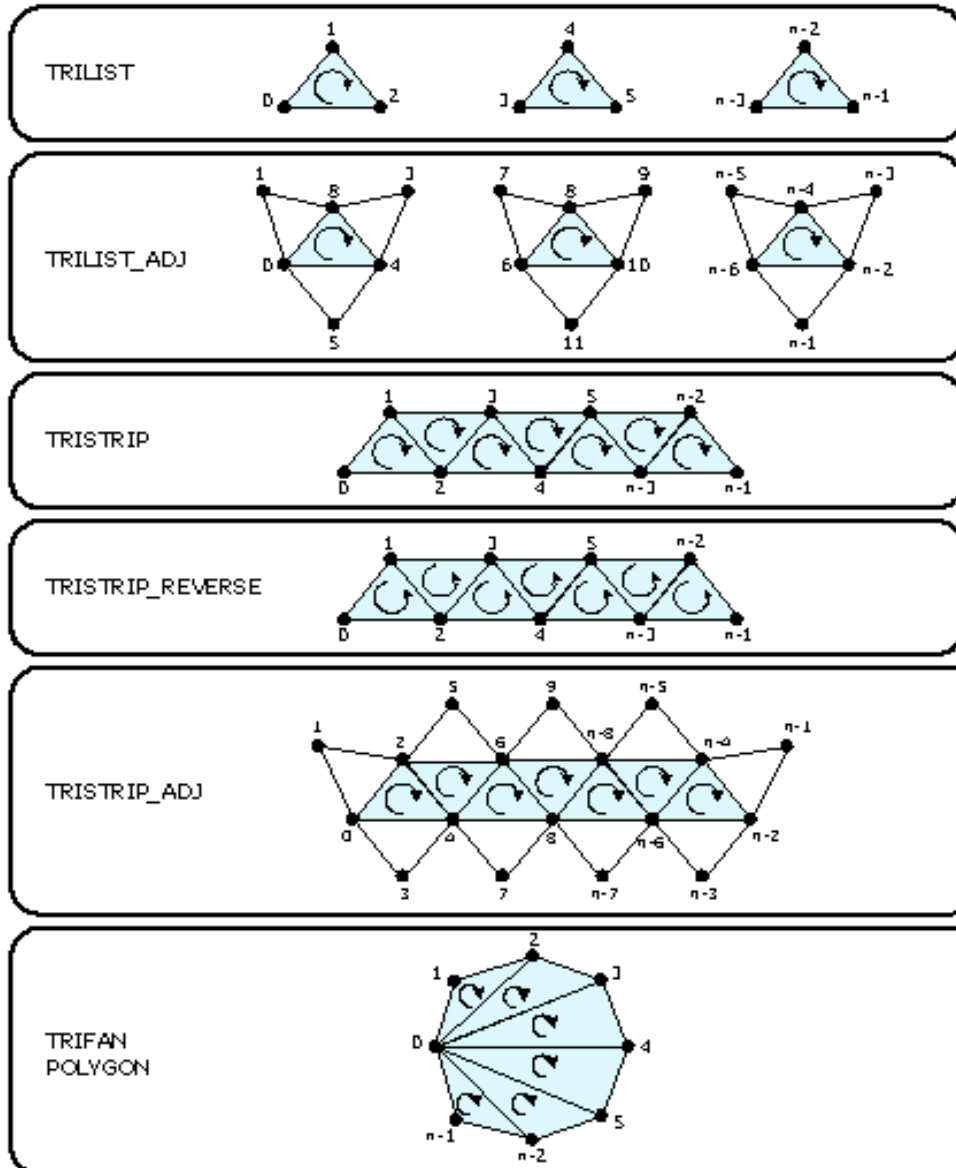 1 4 n-2
TRILIST
0 2 3 5 n-3 n-1
1 8 3 7 8 9 n-5 n-4 n-3
TRILIST_ADJ
0 4 6 10 n-6 n-2
5 11 n-1
1 3 5 n-2
TRISTRIP
0 2 4 n-3 n-1
1 3 5 n-2
TRISTRIP_REVERSE
0 2 4 n-3 n-1
5 9 n-5
1 2 6 n-8 n-4 n-1
TRISTRIP_ADJ
0 4 8 n-6 n-2
3 7 n-7 n-3
2
1 3
TRIFAN
POLYGON
0 4
n-1 5
n-2